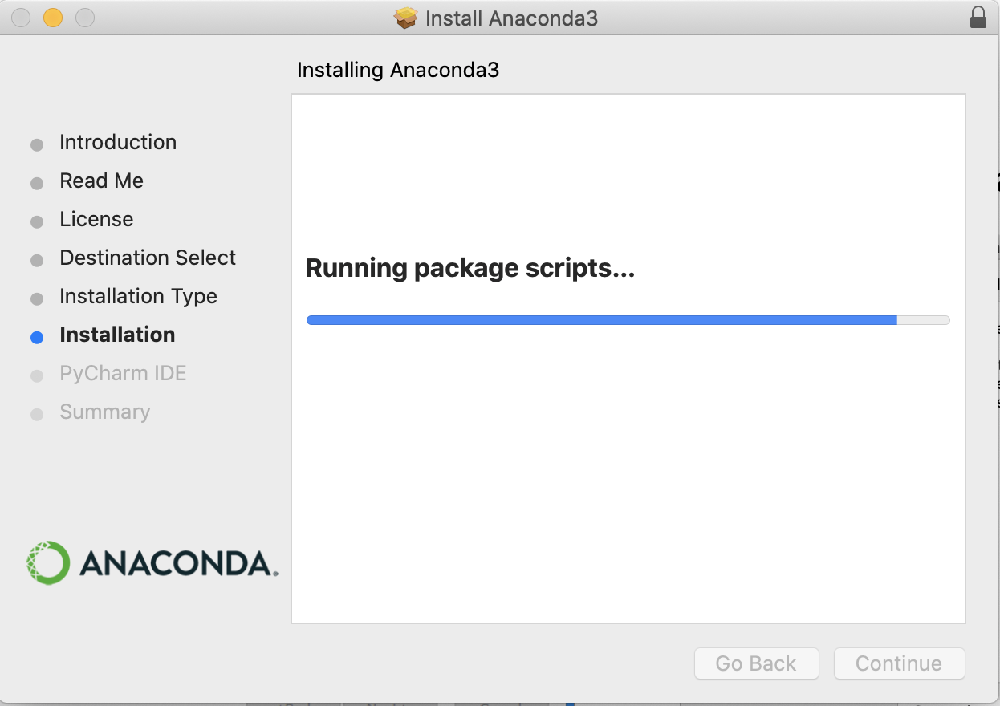 Install Anaconda3
Installing Anaconda3
Introduction
Read Me
License
Destination Select
Installation Type
Installation
PyCharm IDE
Summary
Running package scripts...
ANACONDA.
Go Back
Continue